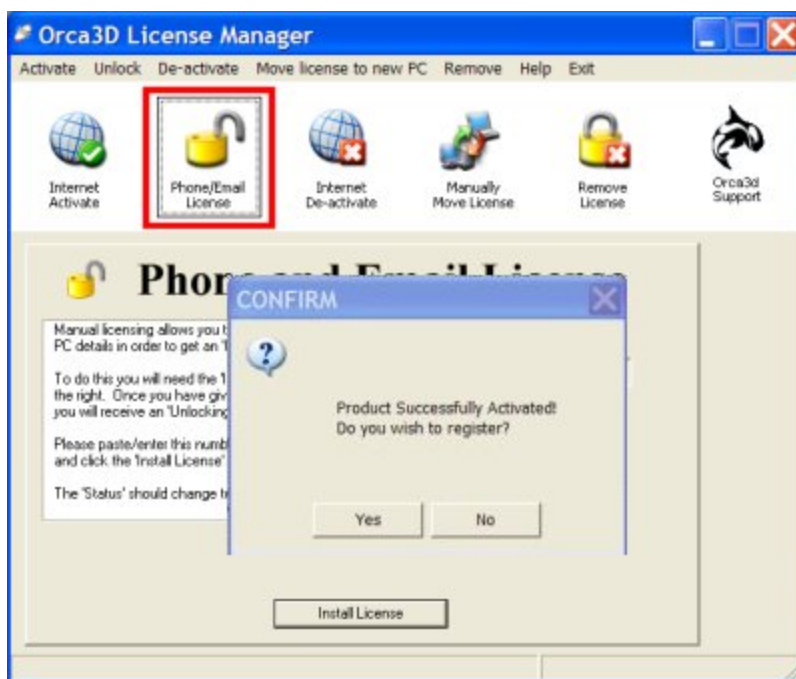 Orca3D License Manager
Activate Unlock De-activate Move license to new PC Remove Help Exit
Internet
Activate
Phone/Email
License
Internet
De-activate
Manually
Move License
Remove
License
Orca3d
Support
Phone and Email License
Manual licensing allows you t
PC details in order to get an
To do this you will need the
the right. Once you have giv
you will receive an 'Unlocking
Please paste/enter this numb
and click the 'Install License'
The 'Status' should change t
CONFIRM
Product Successfully Activated!
Do you wish to register?
Yes
No
Install License